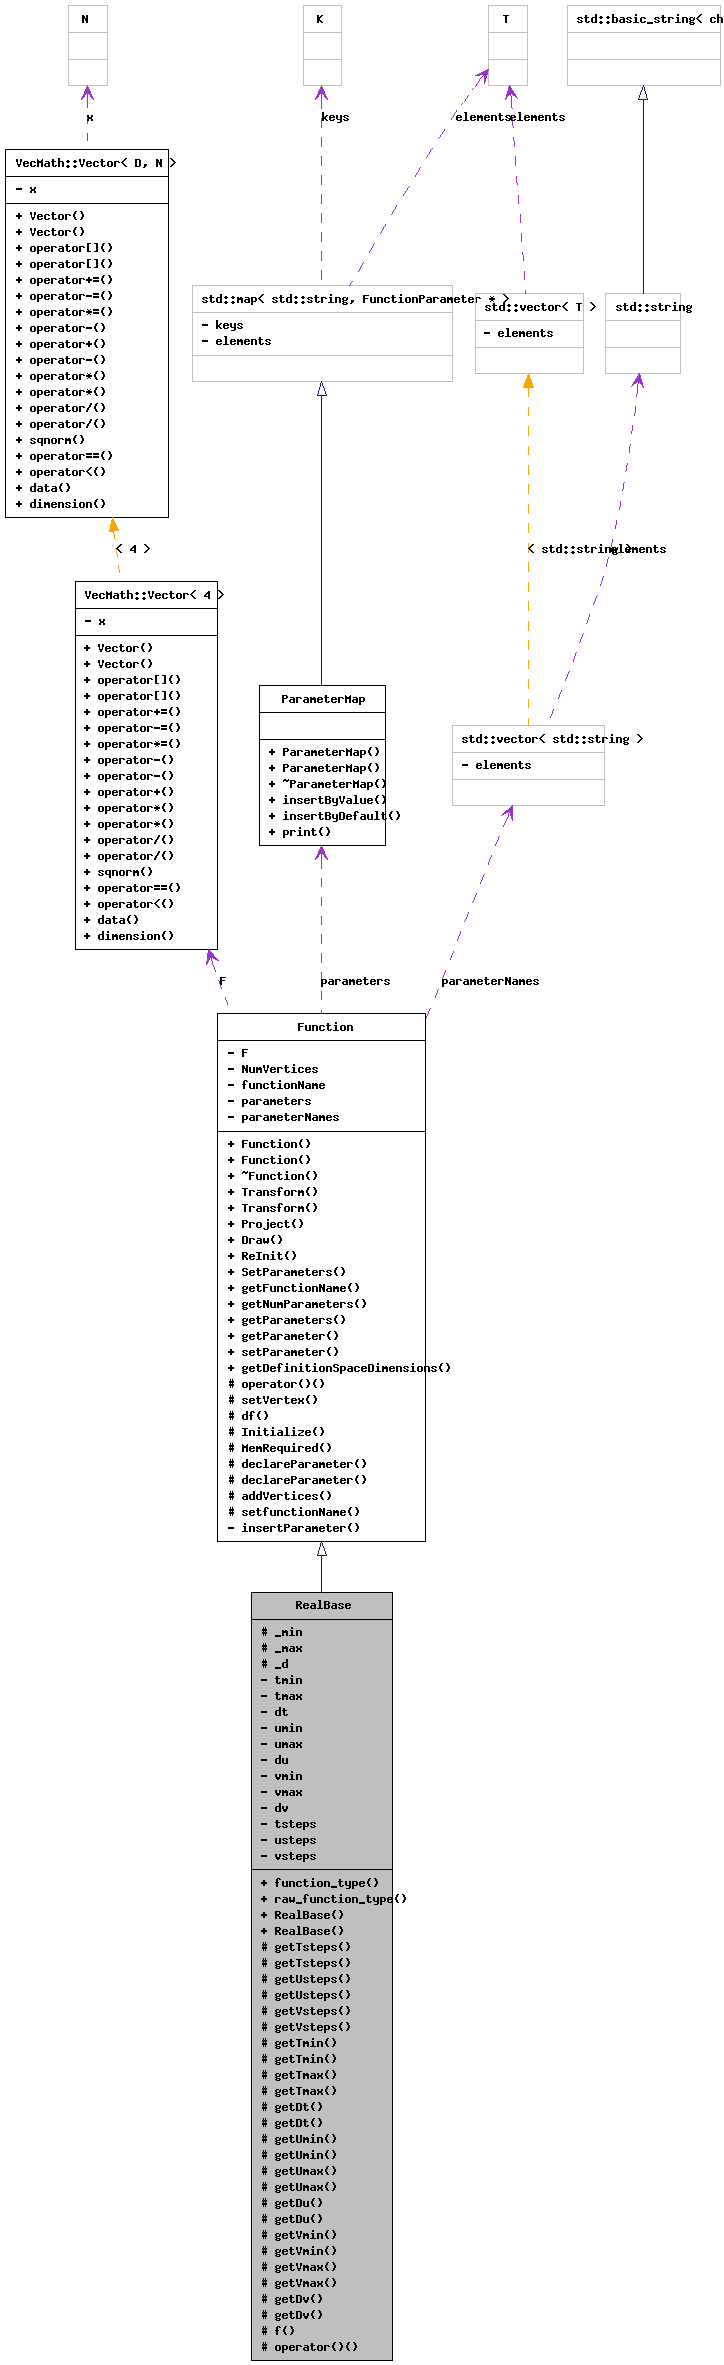 N
K
T
std::basic_string< ch
x
keys
elements
elements
VecMath::Vector< D, N >
- x
+ Vector()
+ Vector()
+ operator[]()
+ operator[]()
+ operator+=()
+ operator-=()
+ operator*=()
+ operator-()
+ operator+()
+ operator-()
+ operator*()
+ operator*()
+ operator/()
+ operator/()
+ sqnorm()
+ operator==()
+ operator<()
+ data()
+ dimension()
std::map< std::string, FunctionParameter * >
- keys
- elements
std::vector< T >
- elements
std::string
< 4 >
< std::string >
elements
VecMath::Vector< 4 >
- x
+ Vector()
+ Vector()
+ operator[]()
+ operator[]()
+ operator+=()
+ operator-=()
+ operator*=()
+ operator-()
+ operator-()
+ operator+()
+ operator*()
+ operator*()
+ operator/()
+ operator/()
+ sqnorm()
+ operator==()
+ operator<()
+ data()
+ dimension()
ParameterMap
+ ParameterMap()
+ ParameterMap()
+ ~ParameterMap()
+ insertByValue()
+ insertByDefault()
+ print()
std::vector< std::string >
- elements
F
parameters
parameterNames
Function
- F
- NumVertices
- functionName
- parameters
- parameterNames
+ Function()
+ Function()
+ ~Function()
+ Transform()
+ Transform()
+ Project()
+ Draw()
+ ReInit()
+ SetParameters()
+ getFunctionName()
+ getNumParameters()
+ getParameters()
+ getParameter()
+ setParameter()
+ getDefinitionSpaceDimensions()
# operator()()
# setVertex()
# df()
# Initialize()
# MemRequired()
# declareParameter()
# declareParameter()
# addVertices()
# setfunctionName()
- insertParameter()
RealBase
# _min
# _max
# _d
- tmin
- tmax
- dt
- umin
- umax
- du
- vmin
- vmax
- dv
- tsteps
- usteps
- vsteps
+ function_type()
+ raw_function_type()
+ RealBase()
+ RealBase()
# getTsteps()
# getTsteps()
# getUsteps()
# getUsteps()
# getVsteps()
# getVsteps()
# getTmin()
# getTmin()
# getTmax()
# getTmax()
# getDt()
# getDt()
# getUmin()
# getUmin()
# getUmax()
# getUmax()
# getDu()
# getDu()
# getVmin()
# getVmin()
# getVmax()
# getVmax()
# getDv()
# getDv()
# f()
# operator()()